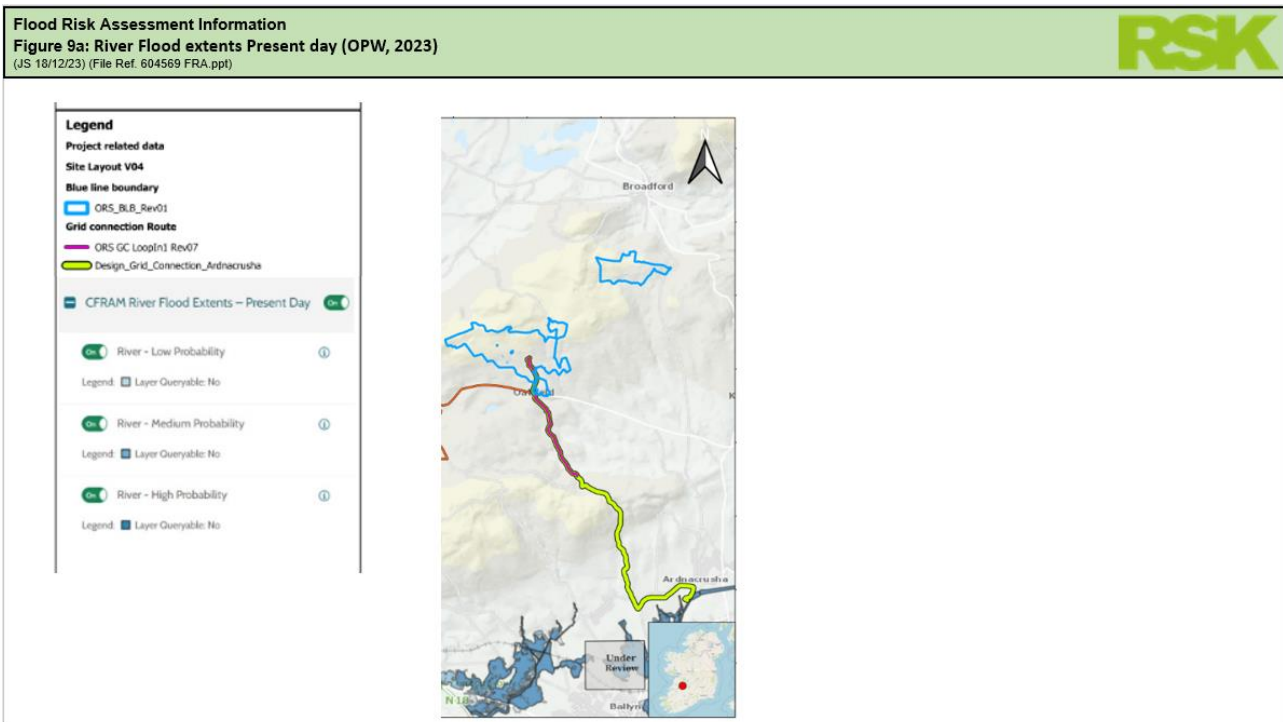 Flood Risk Assessment Information
Figure 9a: River Flood extents Present day (OPW, 2023)
(JS 18/12/23) (File Ref. 604569 FRA.ppt)
RSK
Legend
Project related data
Site Layout V04
Blue line boundary
ORS_BLB_Rev01
Grid connection Route
ORS GC LoopIn1 Rev07
Design_Grid_Connection_Ardnacrusha
CFRAM River Flood Extents – Present Day On
On River - Low Probability
Legend: Layer Queryable: No
On River - Medium Probability
Legend: Layer Queryable: No
On River - High Probability
Legend: Layer Queryable: No
N
Broadford
K
Ardnacrusha
Under
Review
N 18
Ballyn